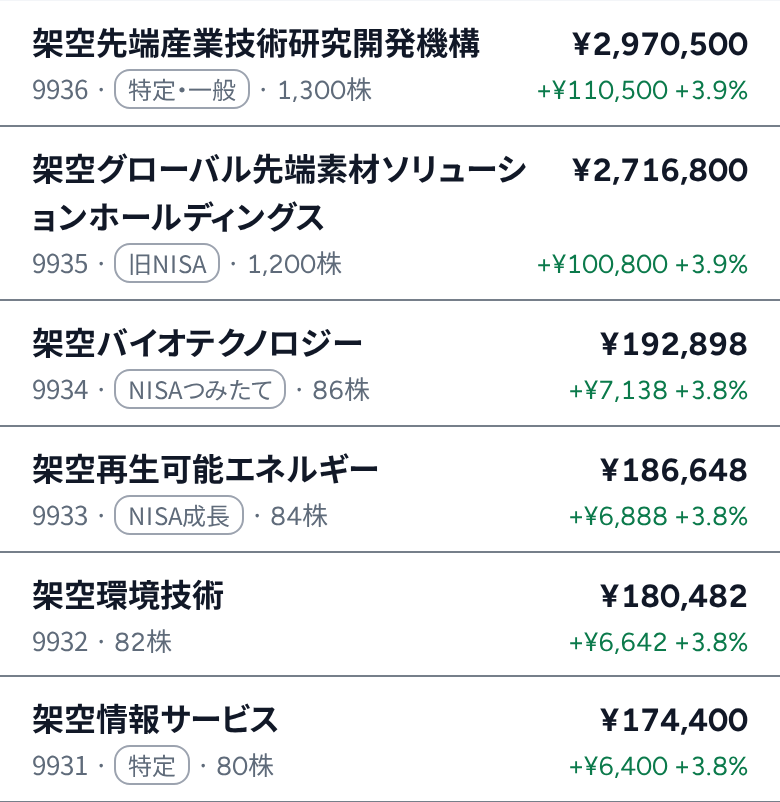 架空先端産業技術研究開発機構 ¥2,970,500
9936 · 特定・一般 · 1,300株 +¥110,500 +3.9%
架空グローバル先端素材ソリューシ ¥2,716,800
ョンホールディングス
9935 · 旧NISA · 1,200株 +¥100,800 +3.9%
架空バイオテクノロジー ¥192,898
9934 · NISAつみたて · 86株 +¥7,138 +3.8%
架空再生可能エネルギー ¥186,648
9933 · NISA成長 · 84株 +¥6,888 +3.8%
架空環境技術 ¥180,482
9932 · 82株 +¥6,642 +3.8%
架空情報サービス ¥174,400
9931 · 特定 · 80株 +¥6,400 +3.8%